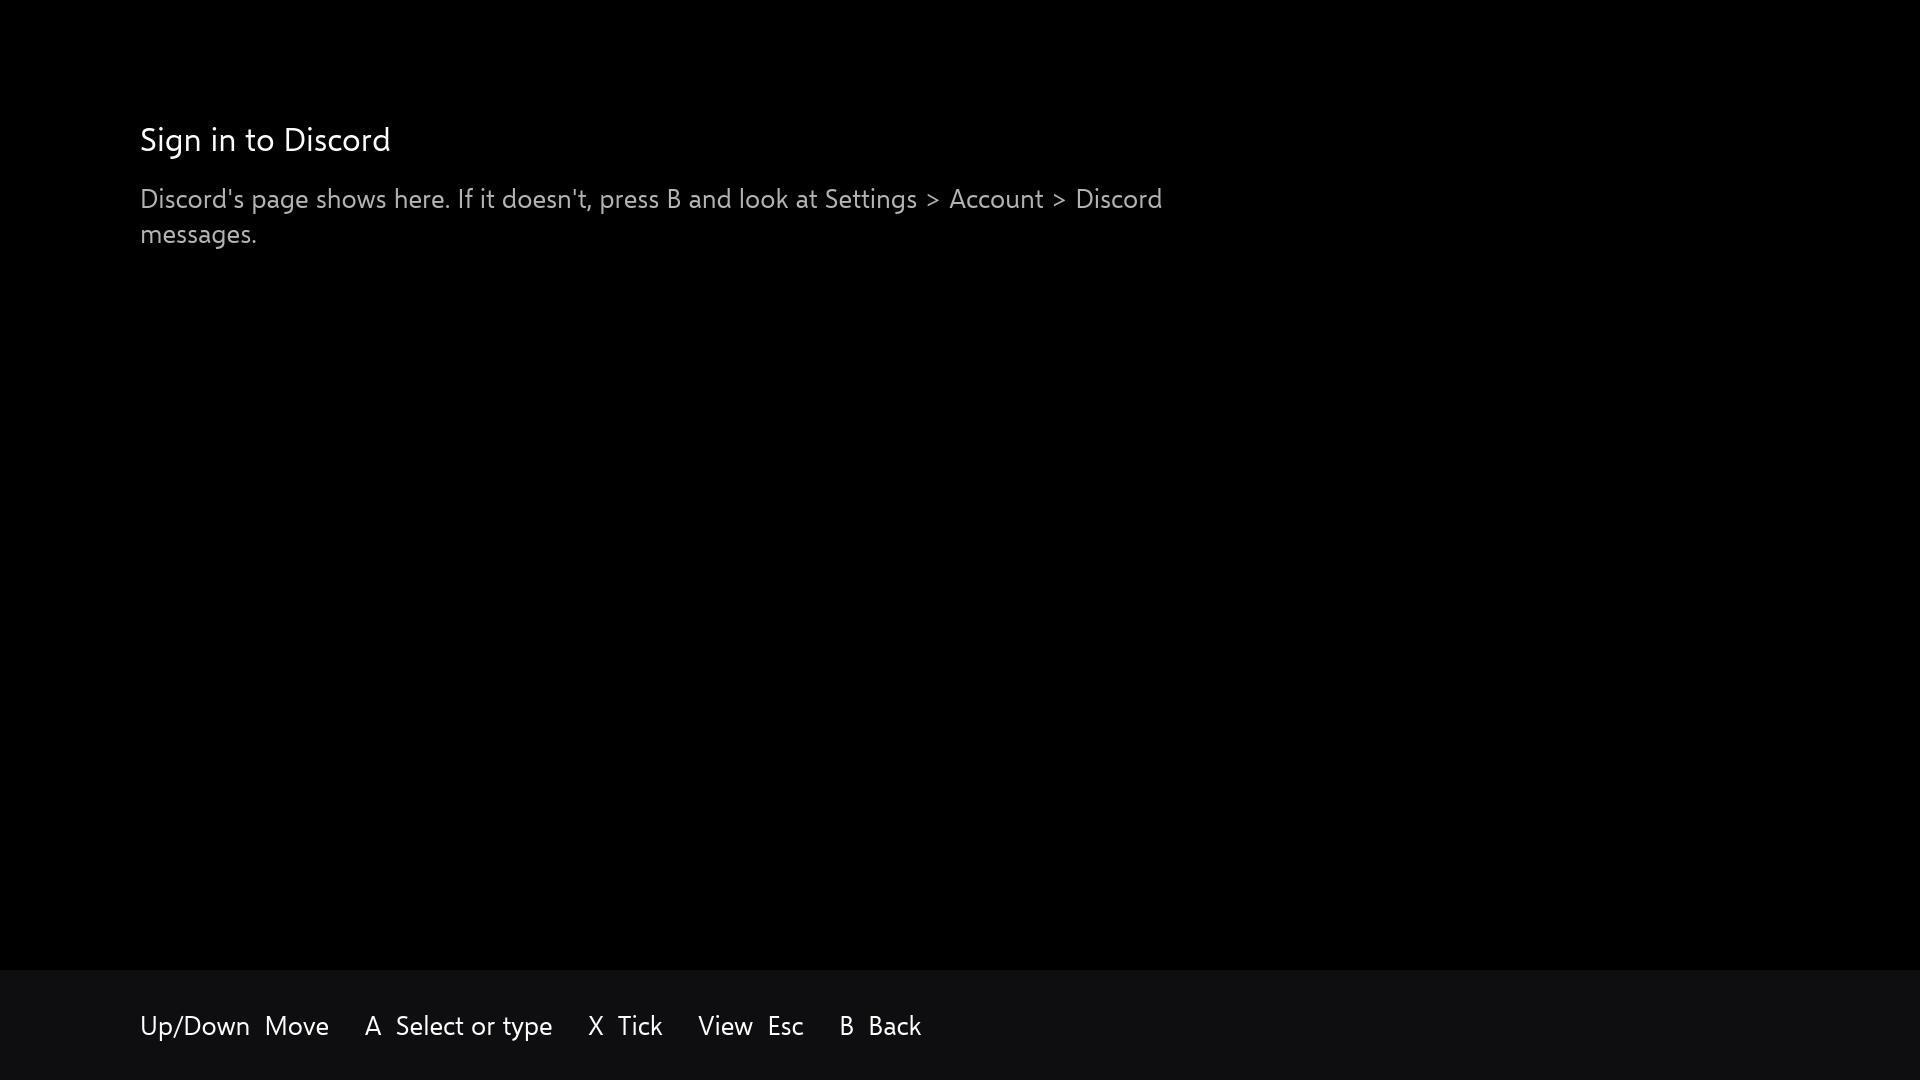 Sign in to Discord
Discord's page shows here. If it doesn't, press B and look at Settings > Account > Discord
messages.
Up/Down Move A Select or type X Tick View Esc B Back